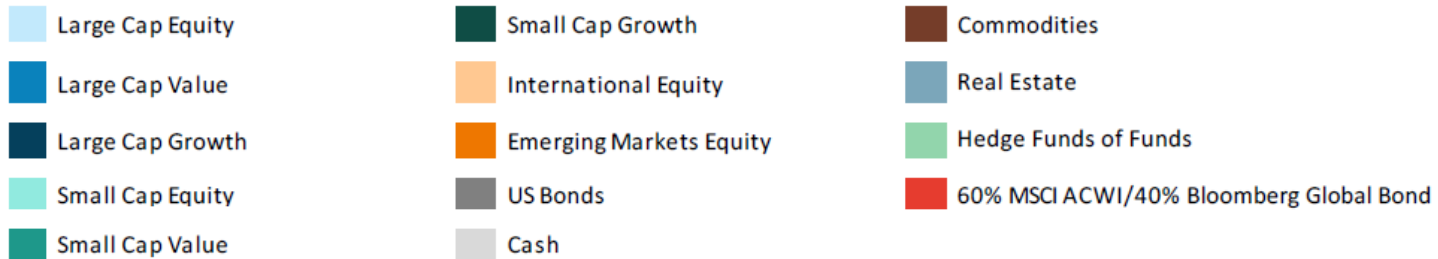 Large Cap Equity
Large Cap Value
Large Cap Growth
Small Cap Equity
Small Cap Value
Small Cap Growth
International Equity
Emerging Markets Equity
US Bonds
Cash
Commodities
Real Estate
Hedge Funds of Funds
60% MSCI ACWI/40% Bloomberg Global Bond